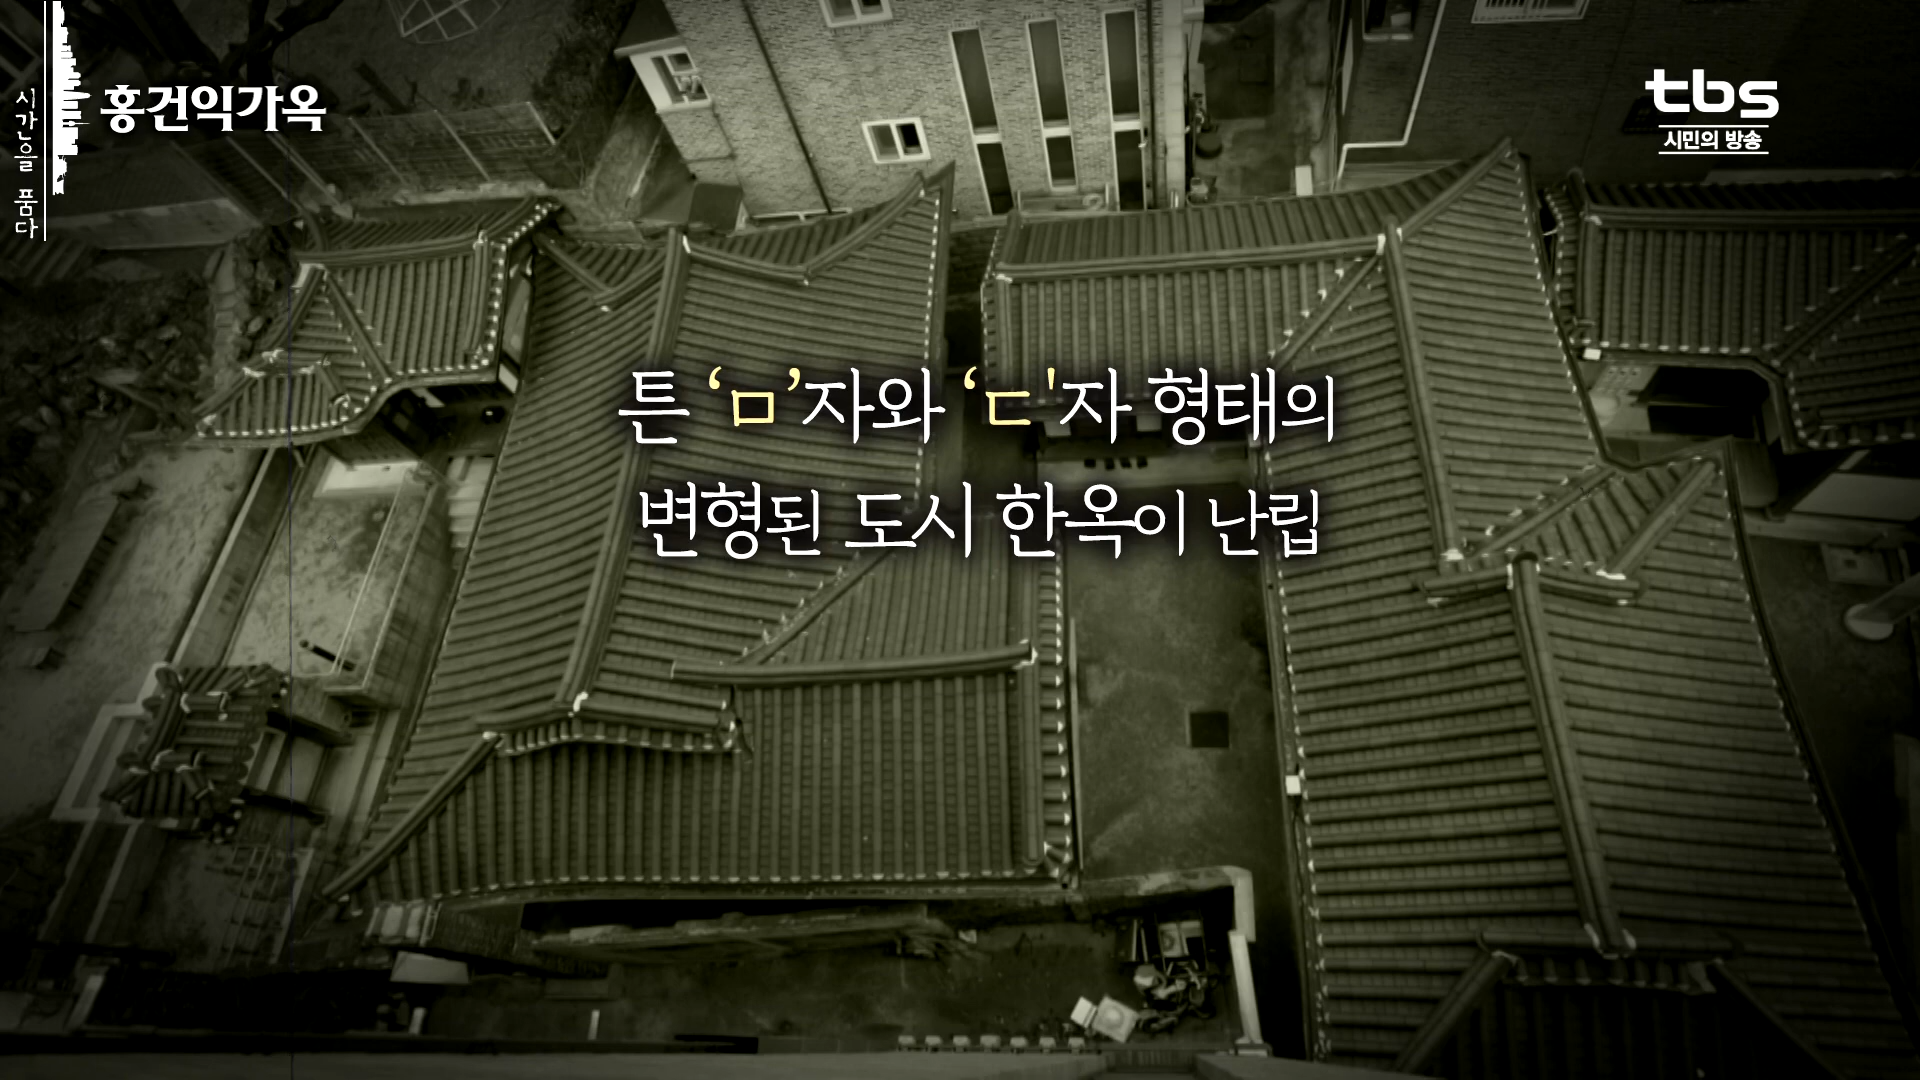 시간을 품다
홍건익가옥
tbs
시민의 방송
튼 ‘ㅁ’자와 ‘ㄷ'자 형태의
변형된 도시 한옥이 난립